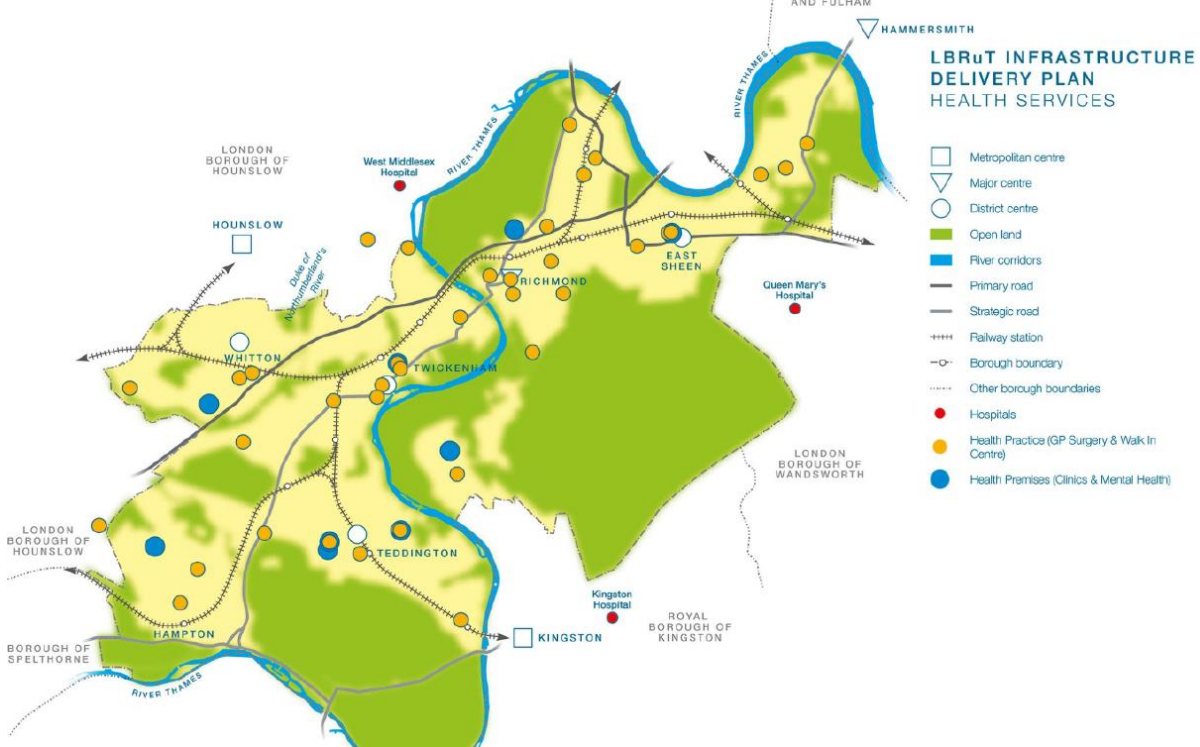 AND FULHAM
HAMMERSMITH
LBRuT INFRASTRUCTURE
DELIVERY PLAN
HEALTH SERVICES
RIVER THAMES
RIVER THAMES
LONDON
BOROUGH OF
HOUNSLOW
West Middlesex
Hospital
HOUNSLOW
Duke of
Northumberland's
River
EAST
SHEEN
RICHMOND
Queen Mary's
Hospital
WHITTON
TWICKENHAM
LONDON
BOROUGH OF
WANDSWORTH
LONDON
BOROUGH OF
HOUNSLOW
TEDDINGTON
Kingston
Hospital
ROYAL
BOROUGH OF
KINGSTON
HAMPTON
KINGSTON
BOROUGH OF
SPELTHORNE
RIVER THAMES
Metropolitan centre
Major centre
District centre
Open land
River corridors
Primary road
Strategic road
Railway station
Borough boundary
Other borough boundaries
Hospitals
Health Practice (GP Surgery & Walk In
Centre)
Health Premises (Clinics & Mental Health)